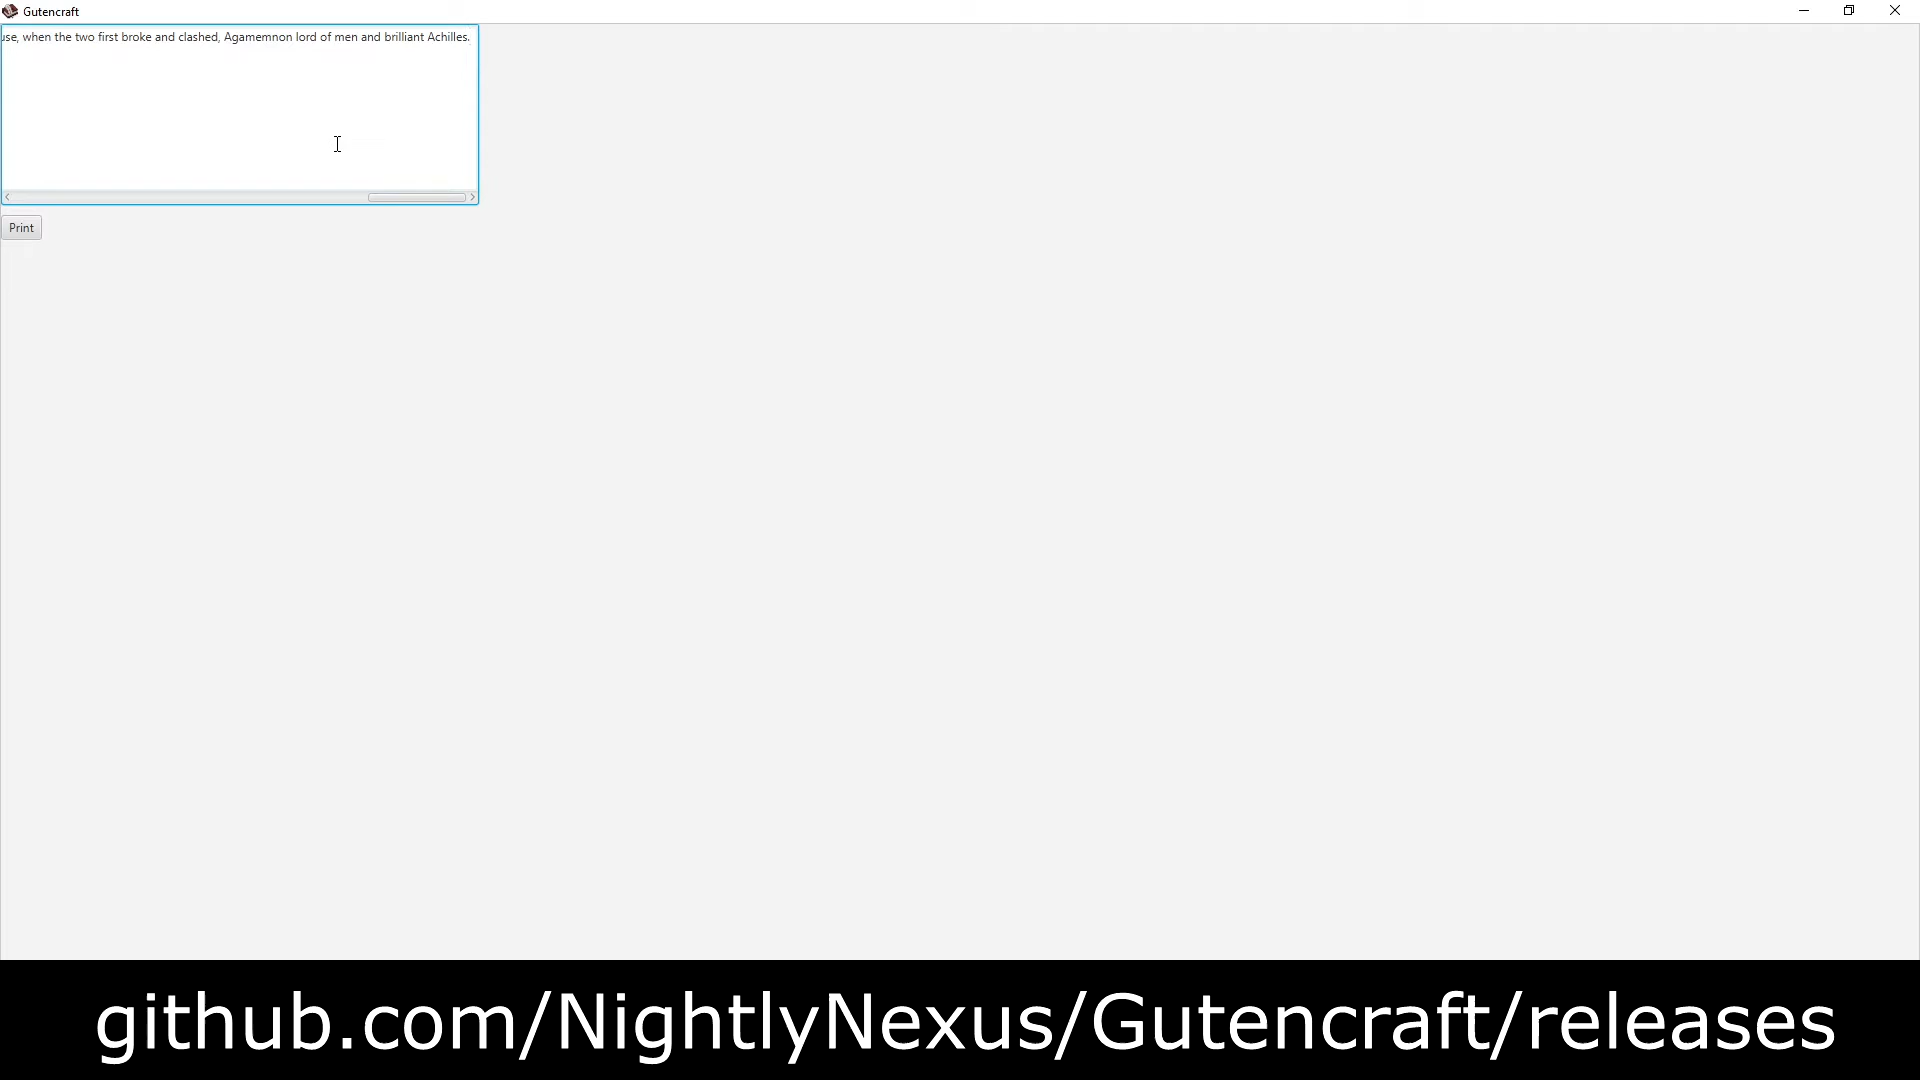 Gutencraft
use, when the two first broke and clashed, Agamemnon lord of men and brilliant Achilles.
Print
github.com/NightlyNexus/Gutencraft/releases